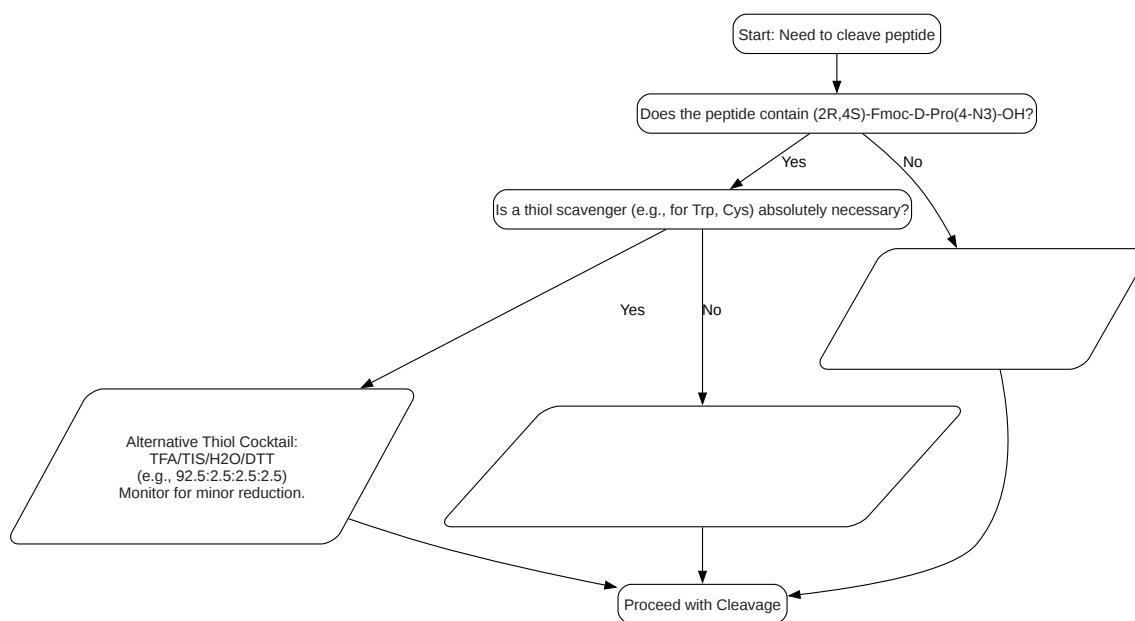 Start: Need to cleave peptide
Does the peptide contain (2R,4S)-Fmoc-D-Pro(4-N3)-OH?
Yes
No
Is a thiol scavenger (e.g., for Trp, Cys) absolutely necessary?
Yes
No
Alternative Thiol Cocktail:
TFA/TIS/H2O/DTT
(e.g., 92.5:2.5:2.5:2.5)
Monitor for minor reduction.
Proceed with Cleavage